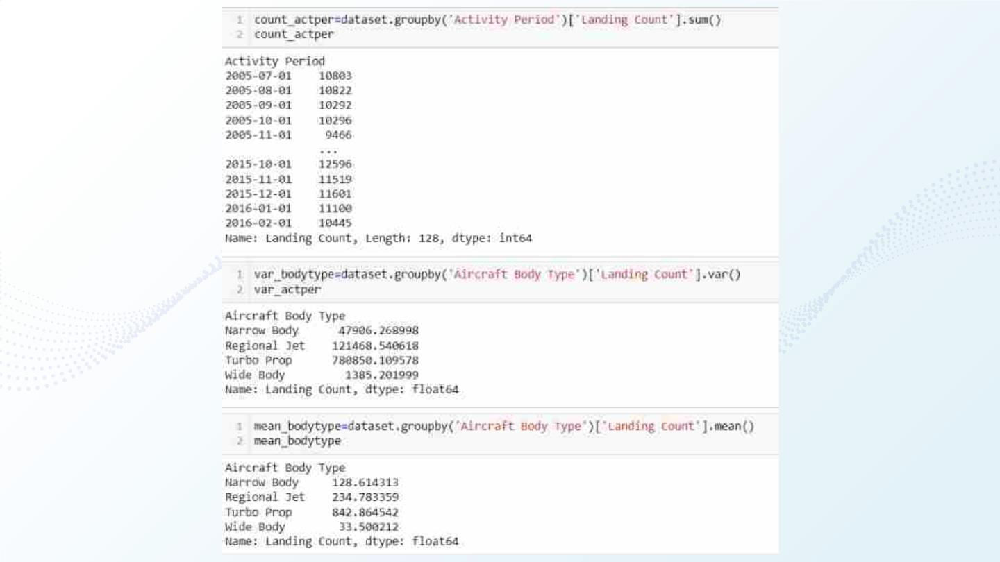 1 count_actper=dataset.groupby('Activity Period')['Landing Count'].sum()
2 count_actper
Activity Period
2005-07-01 10803
2005-08-01 10822
2005-09-01 10292
2005-10-01 10296
2005-11-01 9466
...
2015-10-01 12596
2015-11-01 11519
2015-12-01 11601
2016-01-01 11100
2016-02-01 10445
Name: Landing Count, Length: 128, dtype: int64
1 var_bodytype=dataset.groupby('Aircraft Body Type')['Landing Count'].var()
2 var_actper
Aircraft Body Type
Narrow Body 47906.268998
Regional Jet 121468.540618
Turbo Prop 780850.109578
Wide Body 1385.201999
Name: Landing Count, dtype: float64
1 mean_bodytype=dataset.groupby('Aircraft Body Type')['Landing Count'].mean()
2 mean_bodytype
Aircraft Body Type
Narrow Body 128.614313
Regional Jet 234.783359
Turbo Prop 842.864542
Wide Body 33.500212
Name: Landing Count, dtype: float64